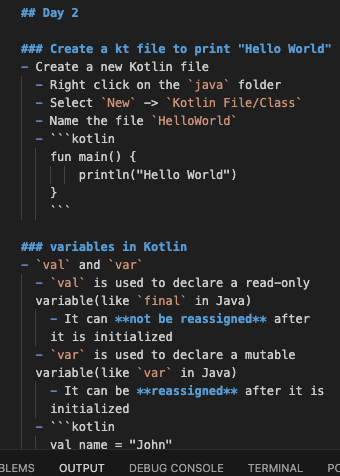 ## Day 2
### Create a kt file to print "Hello World"
- Create a new Kotlin file
- Right click on the `java` folder
- Select `New` -> `Kotlin File/Class`
- Name the file `HelloWorld`
- ```kotlin
fun main() {
println("Hello World")
}
```
### variables in Kotlin
- `val` and `var`
- `val` is used to declare a read-only
variable(like `final` in Java)
- It can **not be reassigned** after
it is initialized
- `var` is used to declare a mutable
variable(like `var` in Java)
- It can be **reassigned** after it is
initialized
- ```kotlin
val name = "John"
BLEMS OUTPUT DEBUG CONSOLE TERMINAL PO